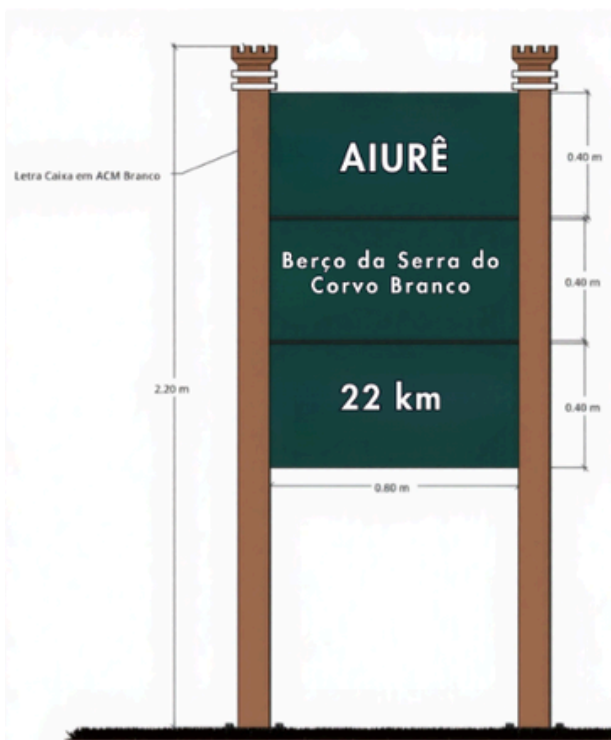 AIURÊ
0.40 m
Letra Caixa em ACM Branco
Berço da Serra do
Corvo Branco
0.40 m
2.20 m
22 km
0.40 m
0.80 m